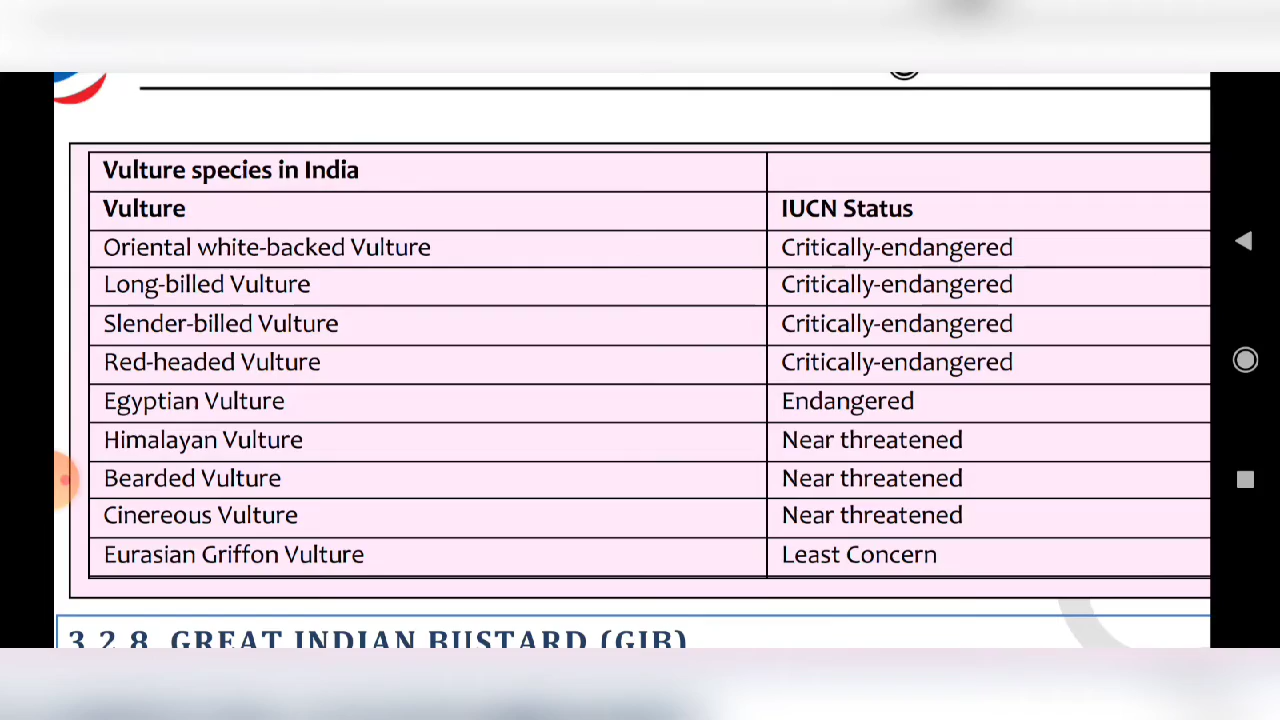 Vulture species in India
Vulture IUCN Status
Oriental white-backed Vulture Critically-endangered
Long-billed Vulture Critically-endangered
Slender-billed Vulture Critically-endangered
Red-headed Vulture Critically-endangered
Egyptian Vulture Endangered
Himalayan Vulture Near threatened
Bearded Vulture Near threatened
Cinereous Vulture Near threatened
Eurasian Griffon Vulture Least Concern
3.2.8. GREAT INDIAN BUSTARD (GIB)